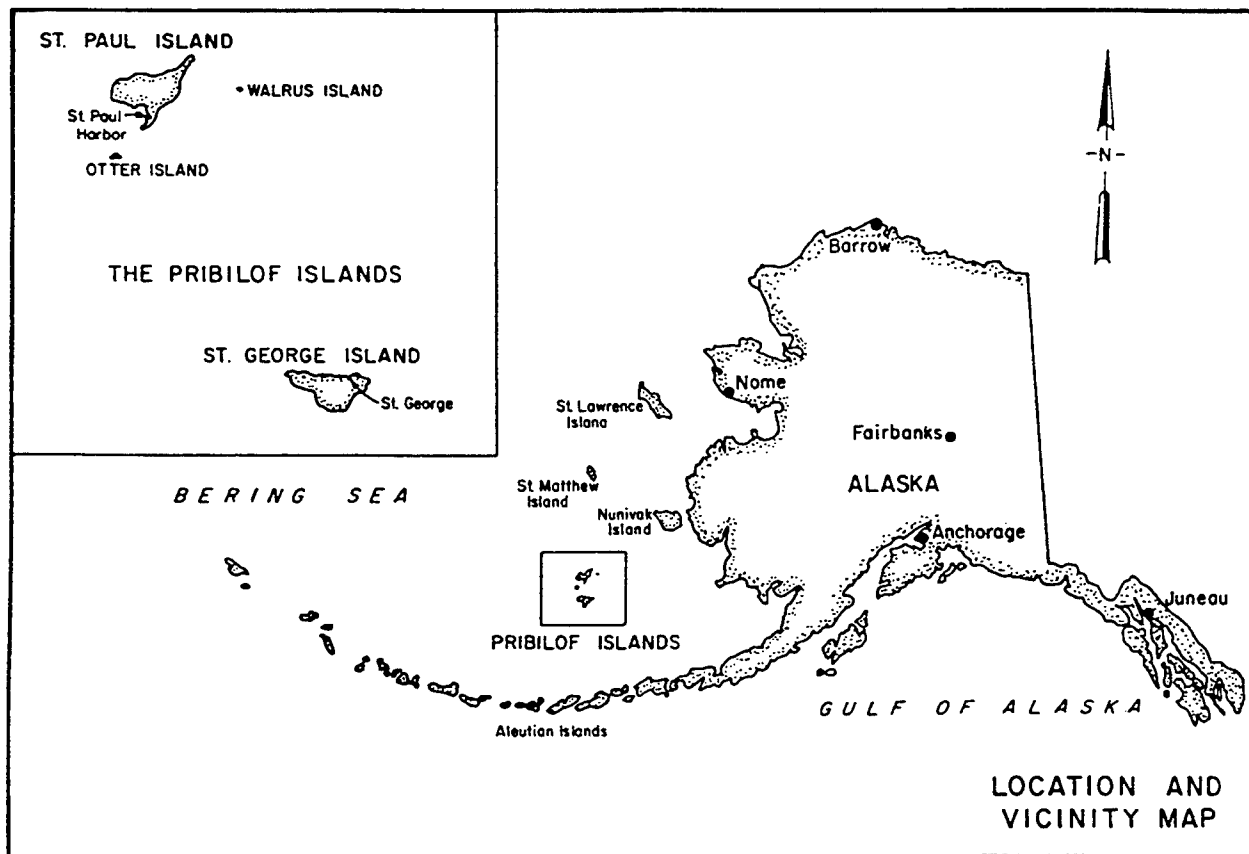 ST. PAUL ISLAND
WALRUS ISLAND
St. Paul
Harbor
OTTER ISLAND
THE PRIBILOF ISLANDS
ST. GEORGE ISLAND
St. George
-N-
Barrow
Nome
St. Lawrence
Islana
Fairbanks
ALASKA
BERING SEA
St. Matthew
Island
Nunivak
Island
Anchorage
Juneau
PRIBILOF ISLANDS
GULF OF ALASKA
Aleutian Islands
LOCATION AND
VICINITY MAP